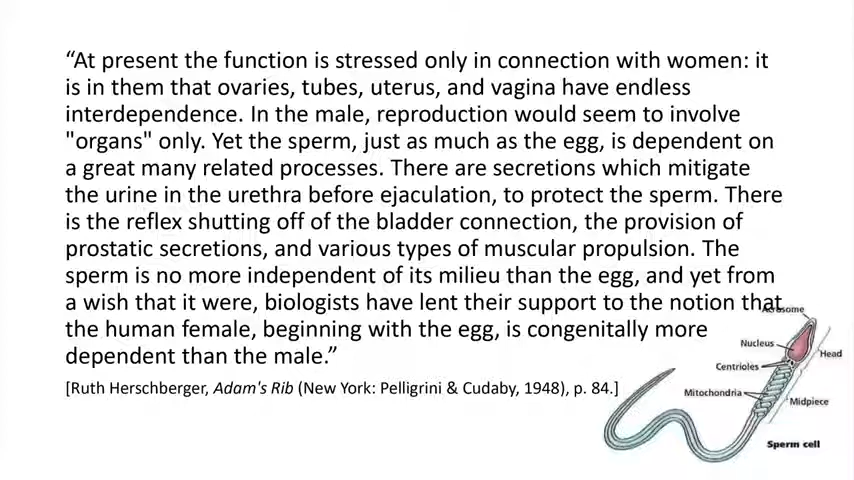 “At present the function is stressed only in connection with women: it
is in them that ovaries, tubes, uterus, and vagina have endless
interdependence. In the male, reproduction would seem to involve
"organs" only. Yet the sperm, just as much as the egg, is dependent on
a great many related processes. There are secretions which mitigate
the urine in the urethra before ejaculation, to protect the sperm. There
is the reflex shutting off of the bladder connection, the provision of
prostatic secretions, and various types of muscular propulsion. The
sperm is no more independent of its milieu than the egg, and yet from
a wish that it were, biologists have lent their support to the notion that
the human female, beginning with the egg, is congenitally more
dependent than the male.”
[Ruth Herschberger, Adam's Rib (New York: Pelligrini & Cudaby, 1948), p. 84.]
Acrosome
Nucleus
Head
Centrioles
Mitochondria
Midpiece
Sperm cell